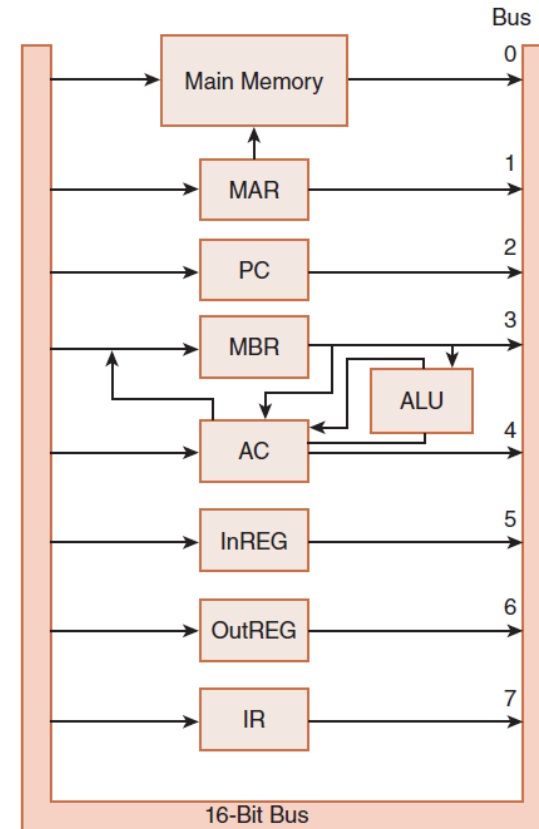 Bus
0
Main Memory
1
MAR
2
PC
3
MBR
ALU
4
AC
5
InREG
6
OutREG
7
IR
16-Bit Bus